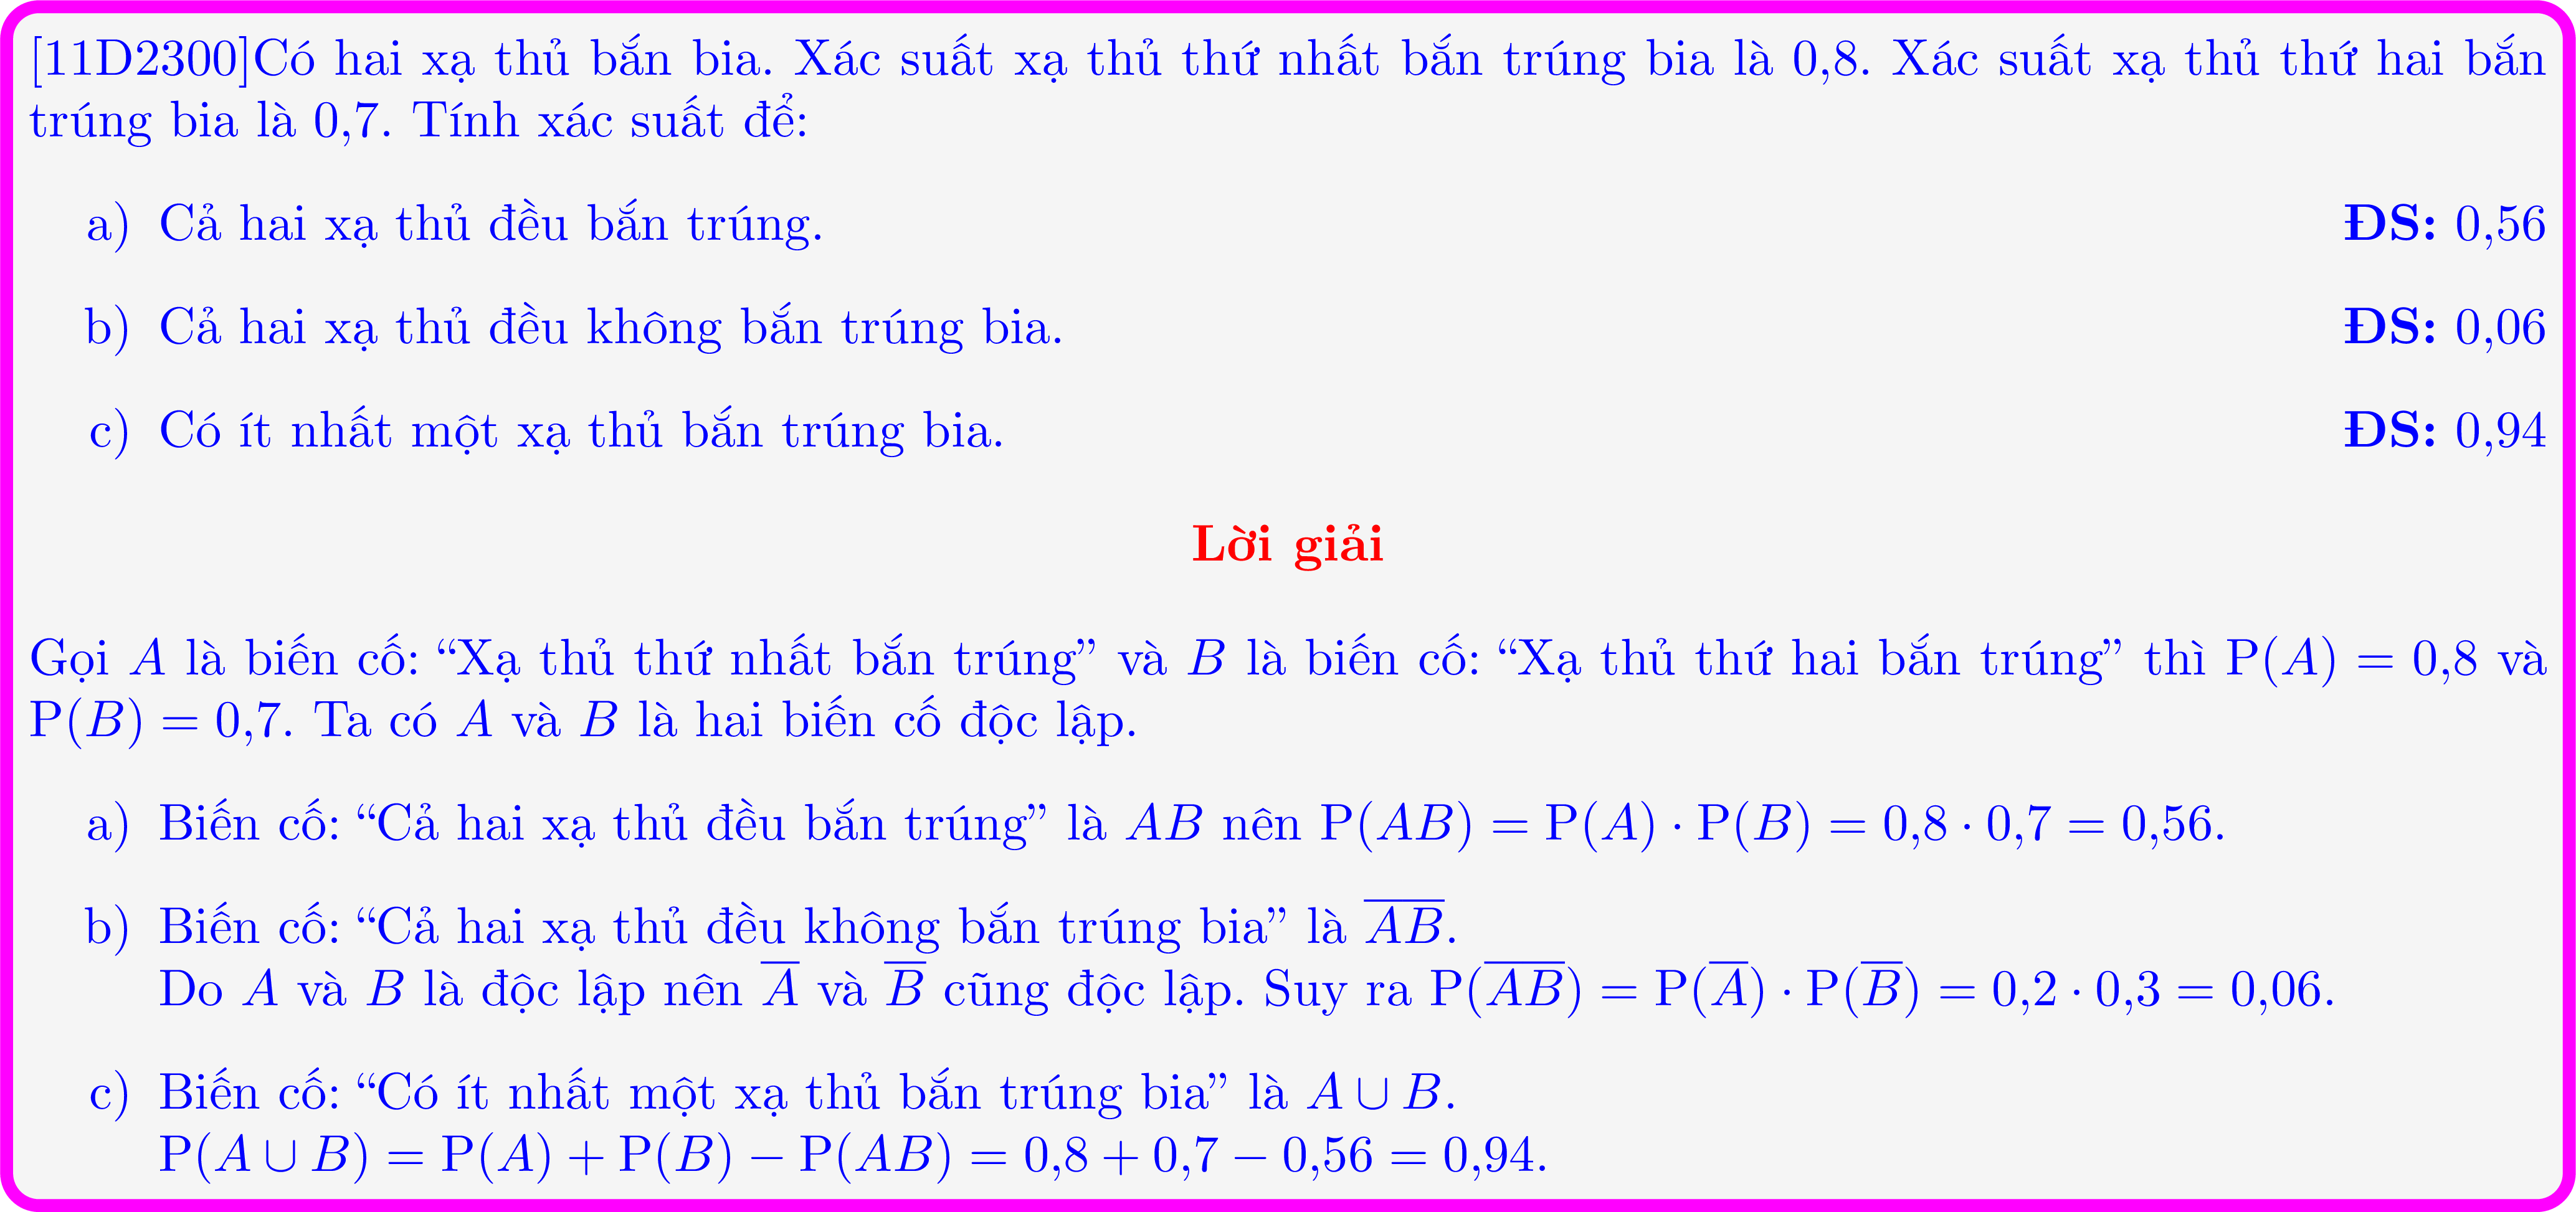 [11D2300]Có hai xạ thủ bắn bia. Xác suất xạ thủ thứ nhất bắn trúng bia là 0,8. Xác suất xạ thủ thứ hai bắn
trúng bia là 0,7. Tính xác suất để:
a) Cả hai xạ thủ đều bắn trúng. ĐS: 0,56
b) Cả hai xạ thủ đều không bắn trúng bia. ĐS: 0,06
c) Có ít nhất một xạ thủ bắn trúng bia. ĐS: 0,94
Lời giải
Gọi $A$ là biến cố: “Xạ thủ thứ nhất bắn trúng” và $B$ là biến cố: “Xạ thủ thứ hai bắn trúng” thì $\mathrm{P}(A) = 0{,}8$ và
$\mathrm{P}(B) = 0{,}7$. Ta có $A$ và $B$ là hai biến cố độc lập.
a) Biến cố: “Cả hai xạ thủ đều bắn trúng” là $AB$ nên $\mathrm{P}(AB) = \mathrm{P}(A) \cdot \mathrm{P}(B) = 0{,}8 \cdot 0{,}7 = 0{,}56$.
b) Biến cố: “Cả hai xạ thủ đều không bắn trúng bia” là $\overline{AB}$.
Do $A$ và $B$ là độc lập nên $\overline{A}$ và $\overline{B}$ cũng độc lập. Suy ra $\mathrm{P}(\overline{AB}) = \mathrm{P}(\overline{A}) \cdot \mathrm{P}(\overline{B}) = 0{,}2 \cdot 0{,}3 = 0{,}06$.
c) Biến cố: “Có ít nhất một xạ thủ bắn trúng bia” là $A \cup B$.
$\mathrm{P}(A \cup B) = \mathrm{P}(A) + \mathrm{P}(B) - \mathrm{P}(AB) = 0{,}8 + 0{,}7 - 0{,}56 = 0{,}94$.